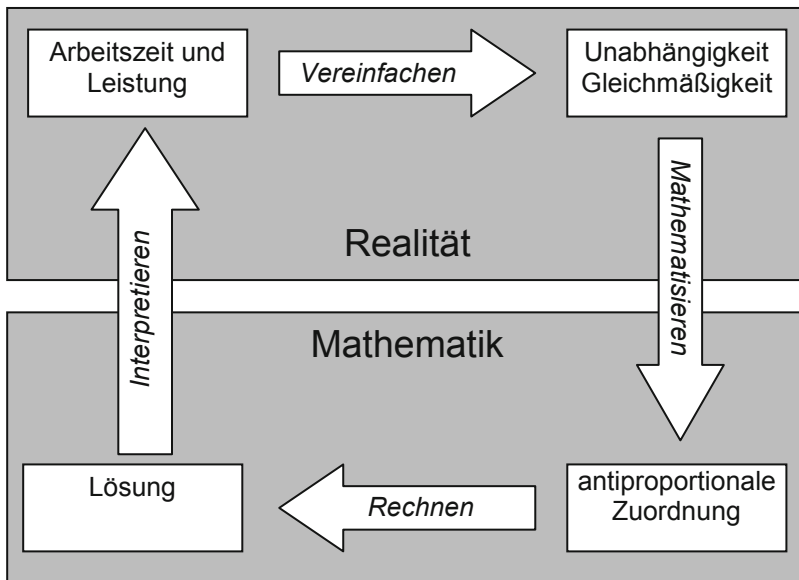 Arbeitszeit und
Leistung
Vereinfachen
Unabhängigkeit
Gleichmäßigkeit
Mathematisieren
Realität
Interpretieren
Mathematik
Lösung
Rechnen
antiproportionale
Zuordnung